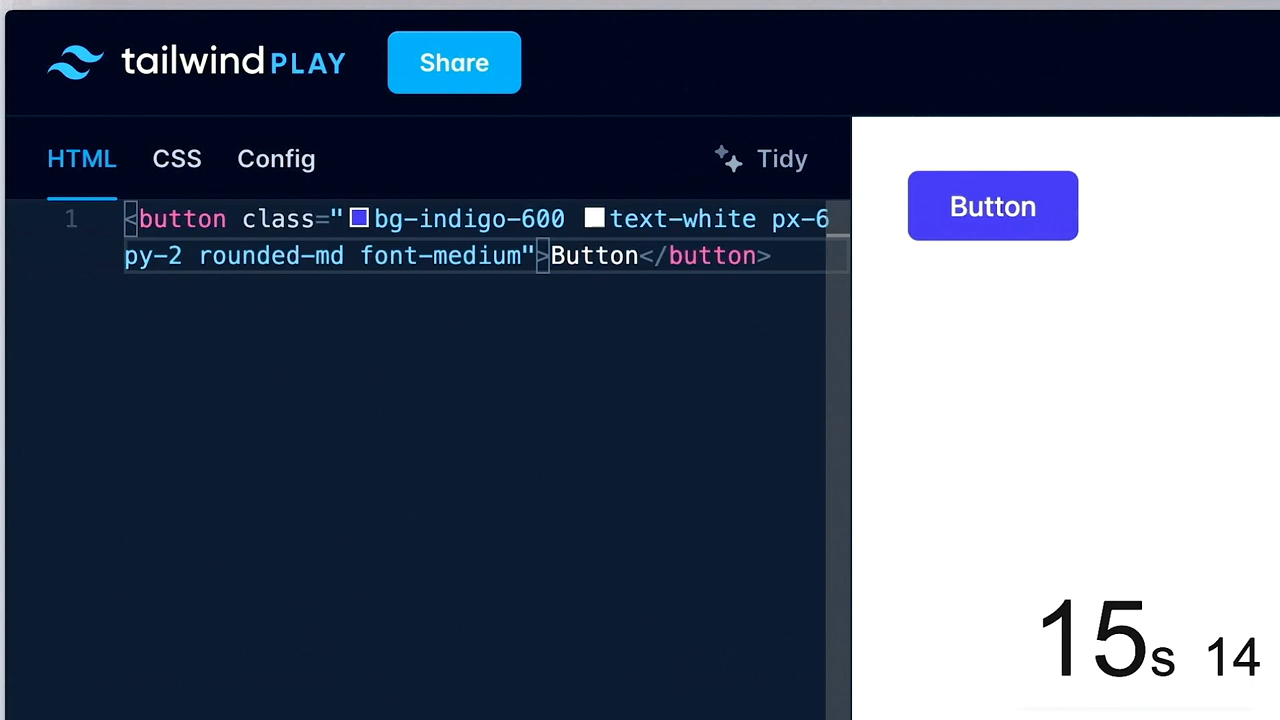 tailwind PLAY Share
HTML CSS Config Tidy
1 <button class="bg-indigo-600 text-white px-6
py-2 rounded-md font-medium">Button</button>
Button
15s 14